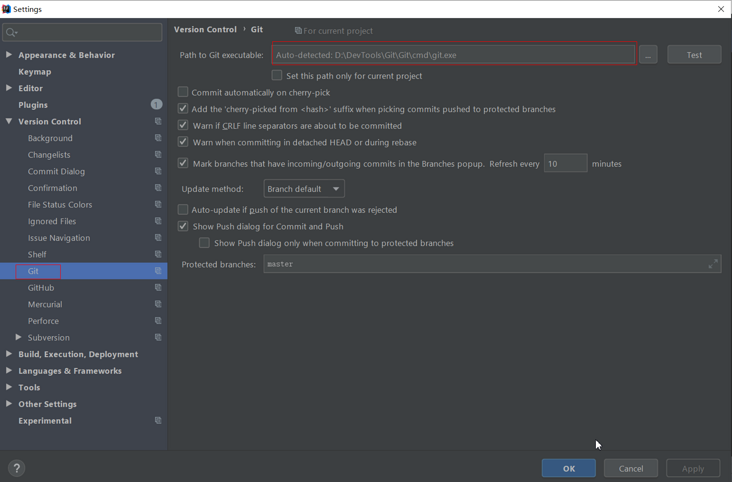 Settings
Version Control › Git
For current project
Appearance & Behavior
Keymap
Editor
Plugins
1
Version Control
Background
Changelists
Commit Dialog
Confirmation
File Status Colors
Ignored Files
Issue Navigation
Shelf
Git
GitHub
Mercurial
Perforce
Subversion
Build, Execution, Deployment
Languages & Frameworks
Tools
Other Settings
Experimental
Path to Git executable: Auto-detected: D:\DevTools\Git\Git\cmd\git.exe ... Test
Set this path only for current project
Commit automatically on cherry-pick
Add the 'cherry-picked from <hash>' suffix when picking commits pushed to protected branches
Warn if CRLF line separators are about to be committed
Warn when committing in detached HEAD or during rebase
Mark branches that have incoming/outgoing commits in the Branches popup. Refresh every 10 minutes
Update method: Branch default
Auto-update if push of the current branch was rejected
Show Push dialog for Commit and Push
Show Push dialog only when committing to protected branches
Protected branches: master
? OK Cancel Apply